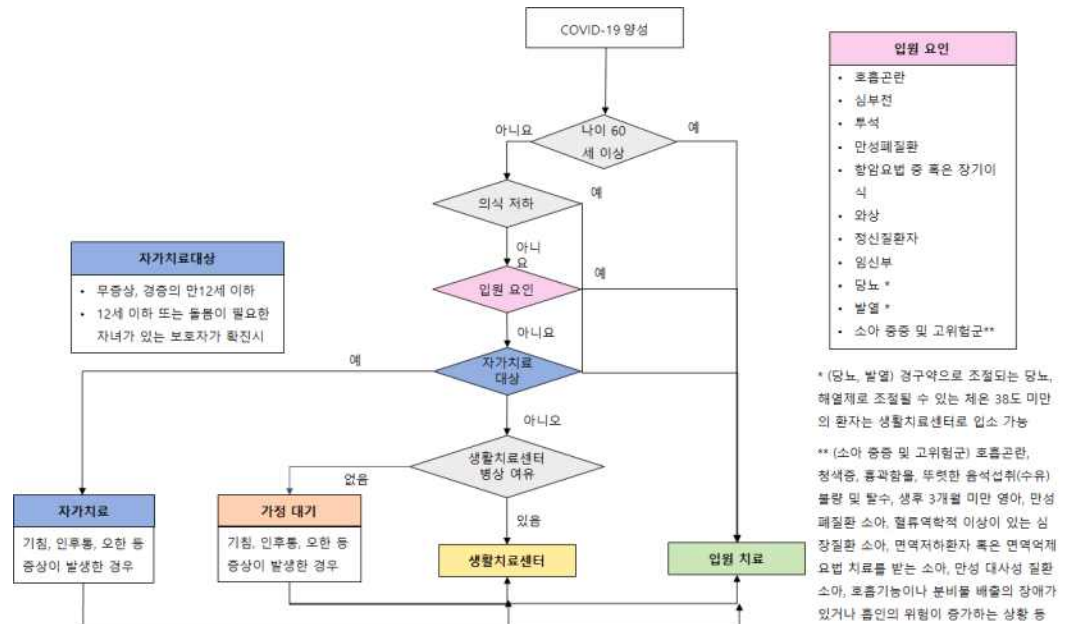 COVID-19 양성
나이 60
세 이상
아니요
예
의식 저하
예
아니
요
입원 요인
예
아니요
자가치료
대상
예
아니오
생활치료센터
병상 여유
없음
있음
자가치료대상
• 무증상, 경증의 만12세 이하
• 12세 이하 또는 돌봄이 필요한
자녀가 있는 보호자가 확진시
자가치료
기침, 인후통, 오한 등
증상이 발생한 경우
가정 대기
기침, 인후통, 오한 등
증상이 발생한 경우
생활치료센터
입원 치료
입원 요인
• 호흡곤란
• 심부전
• 투석
• 만성폐질환
• 항암요법 중 혹은 장기이
식
• 와상
• 정신질환자
• 임신부
• 당뇨 *
• 발열 *
• 소아 중증 및 고위험군**
* (당뇨, 발열) 경구약으로 조절되는 당뇨,
해열제로 조절될 수 있는 체온 38도 미만
의 환자는 생활치료센터로 입소 가능
** (소아 중증 및 고위험군) 호흡곤란,
청색증, 흉곽함몰, 뚜렷한 음식섭취(수유)
불량 및 탈수, 생후 3개월 미만 영아, 만성
폐질환 소아, 혈류역학적 이상이 있는 심
장질환 소아, 면역저하환자 혹은 면역억제
요법 치료를 받는 소아, 만성 대사성 질환
소아, 호흡기능이나 분비물 배출의 장애가
있거나 흡인의 위험이 증가하는 상황 등